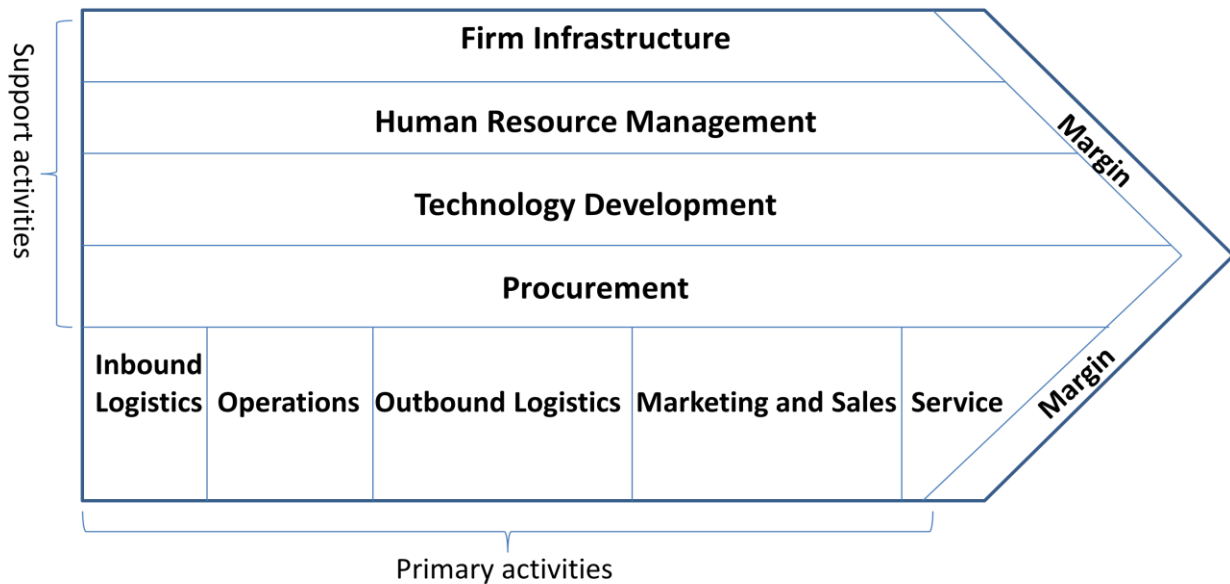 Support activities
Firm Infrastructure
Human Resource Management
Technology Development
Procurement
Margin
Inbound
Logistics
Operations
Outbound Logistics
Marketing and Sales
Service
Margin
Primary activities